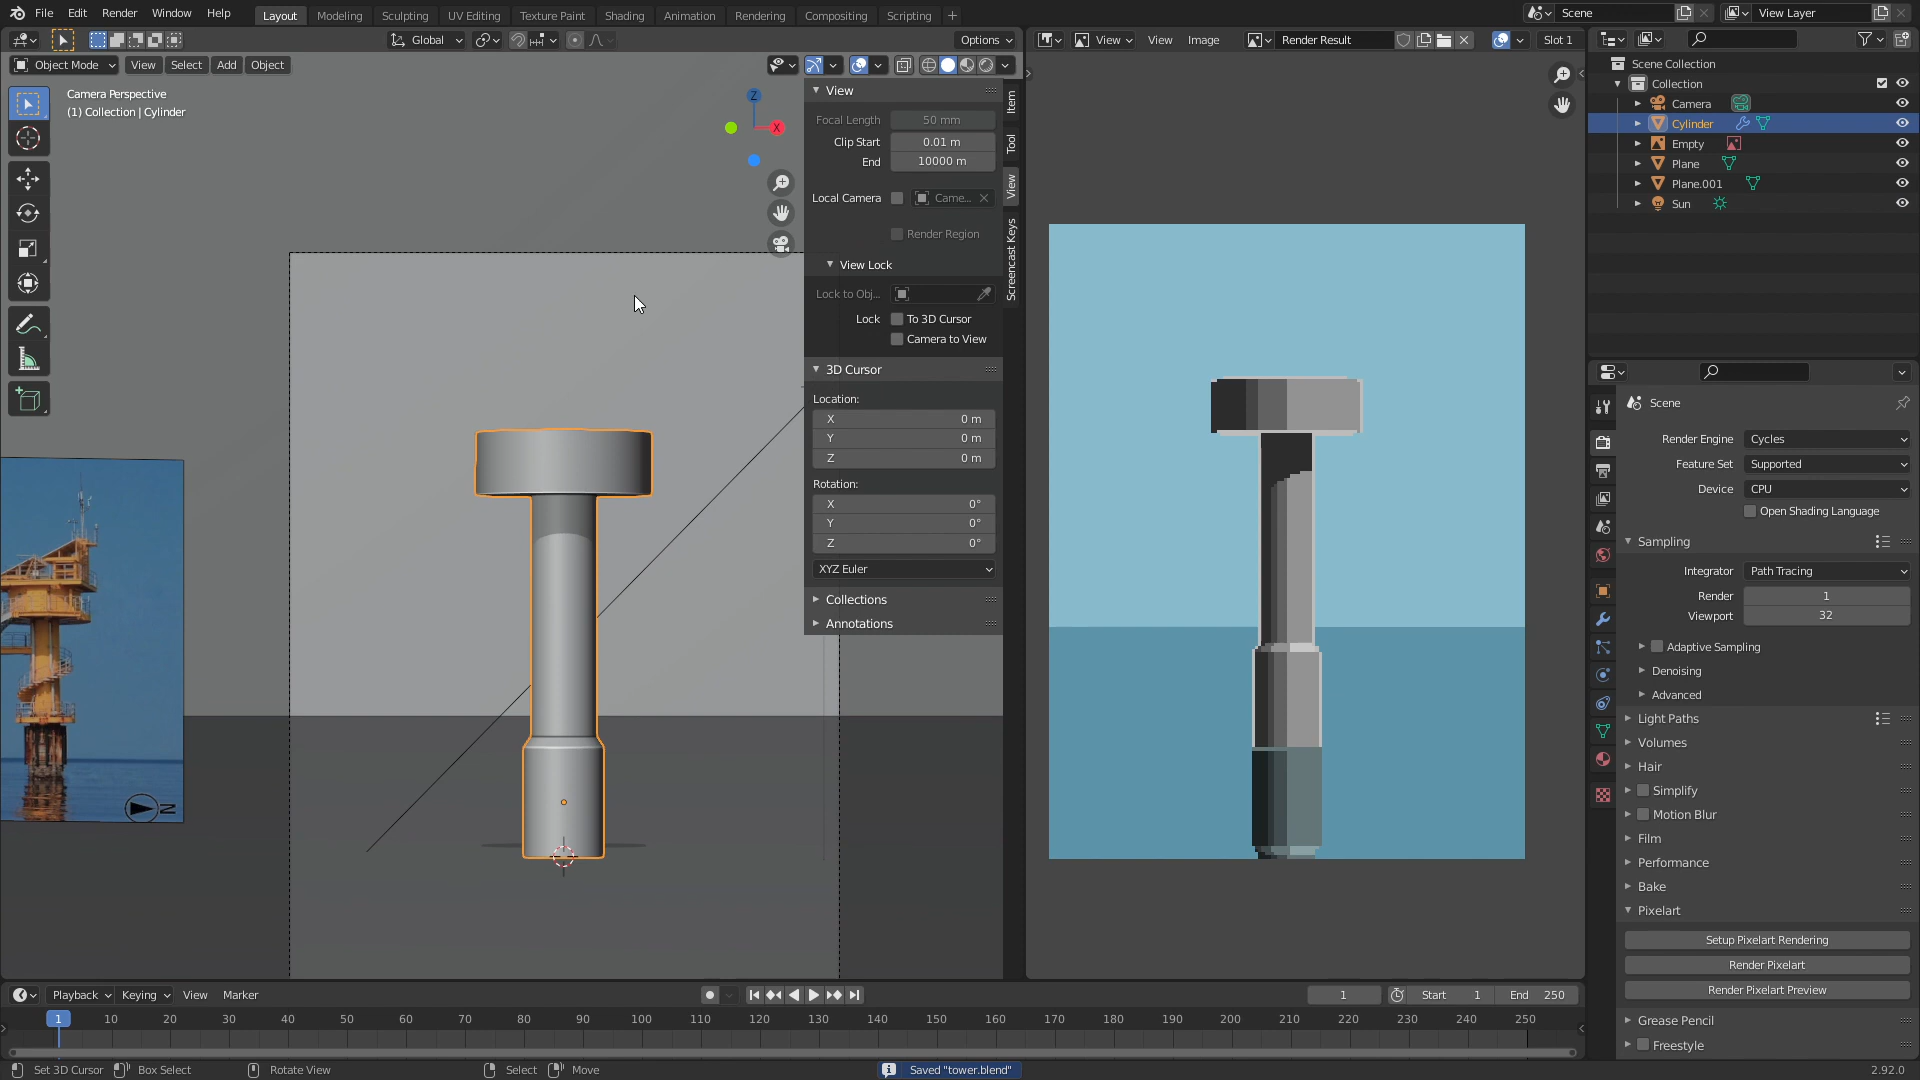 File Edit Render Window Help
Layout Modeling Sculpting UV Editing Texture Paint Shading Animation Rendering Compositing Scripting +
Scene
View Layer
Global
Options
View View Image Render Result Slot 1
Object Mode View Select Add Object
Camera Perspective
(1) Collection | Cylinder
Z
X
View
Focal Length 50 mm
Clip Start 0.01 m
End 10000 m
Local Camera Came...
Render Region
View Lock
Lock to Obj...
Lock To 3D Cursor
Camera to View
3D Cursor
Location:
X 0 m
Y 0 m
Z 0 m
Rotation:
X 0°
Y 0°
Z 0°
XYZ Euler
Collections
Annotations
Item
Tool
View
Screencast Keys
N
Scene Collection
Collection
Camera
Cylinder
Empty
Plane
Plane.001
Sun
Scene
Render Engine Cycles
Feature Set Supported
Device CPU
Open Shading Language
Sampling
Integrator Path Tracing
Render 1
Viewport 32
Adaptive Sampling
Denoising
Advanced
Light Paths
Volumes
Hair
Simplify
Motion Blur
Film
Performance
Bake
Pixelart
Setup Pixelart Rendering
Render Pixelart
Render Pixelart Preview
Grease Pencil
Freestyle
Playback Keying View Marker
1 Start 1 End 250
1 10 20 30 40 50 60 70 80 90 100 110 120 130 140 150 160 170 180 190 200 210 220 230 240 250
Set 3D Cursor Box Select Rotate View Select Move Saved "tower.blend" 2.92.0